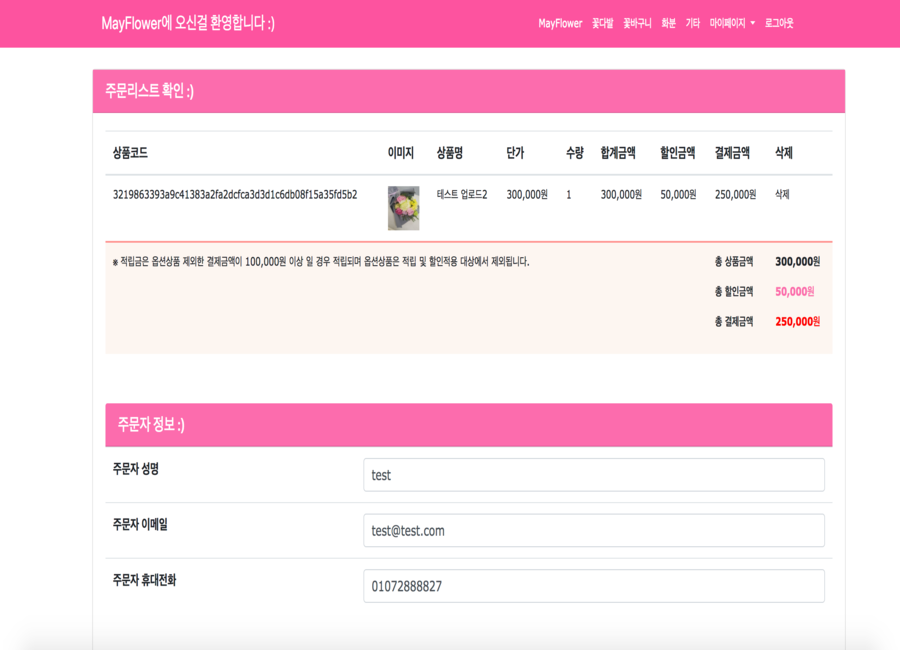 MayFlower에 오신걸 환영합니다 :) MayFlower 꽃다발 꽃바구니 화분 기타 마이페이지 로그아웃
주문리스트 확인 :)
상품코드 이미지 상품명 단가 수량 합계금액 할인금액 결제금액 삭제
3219863393a9c41383a2fa2dcfca3d3d1c6db08f15a35fd5b2 테스트 업로드2 300,000원 1 300,000원 50,000원 250,000원 삭제
※ 적립금은 옵션상품 제외한 결제금액이 100,000원 이상 일 경우 적립되며 옵션상품은 적립 및 할인적용 대상에서 제외됩니다. 총 상품금액 300,000원
총 할인금액 50,000원
총 결제금액 250,000원
주문자 정보 :)
주문자 성명 test
주문자 이메일 test@test.com
주문자 휴대전화 01072888827